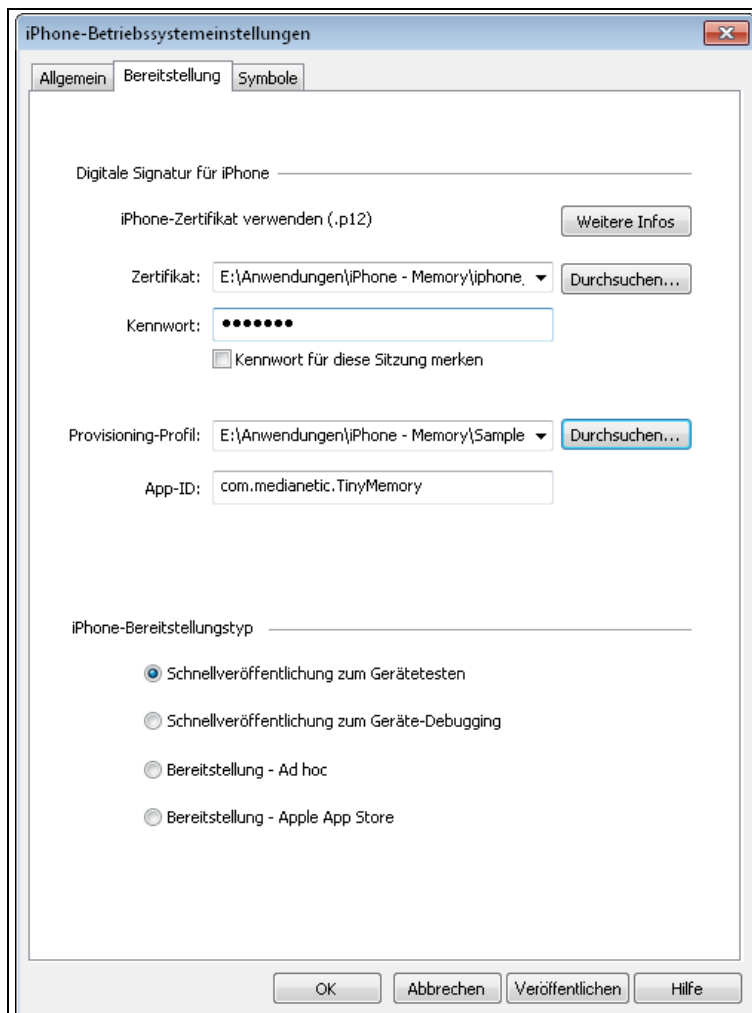 iPhone-Betriebssystemeinstellungen
Allgemein Bereitstellung Symbole
Digitale Signatur für iPhone
iPhone-Zertifikat verwenden (.p12) Weitere Infos
Zertifikat: E:\Anwendungen\iPhone - Memory\iphone_ Durchsuchen...
Kennwort: •••••••
Kennwort für diese Sitzung merken
Provisioning-Profil: E:\Anwendungen\iPhone - Memory\Sample Durchsuchen...
App-ID: com.medianetic.TinyMemory
iPhone-Bereitstellungstyp
Schnellveröffentlichung zum Gerätetesten
Schnellveröffentlichung zum Geräte-Debugging
Bereitstellung - Ad hoc
Bereitstellung - Apple App Store
OK Abbrechen Veröffentlichen Hilfe